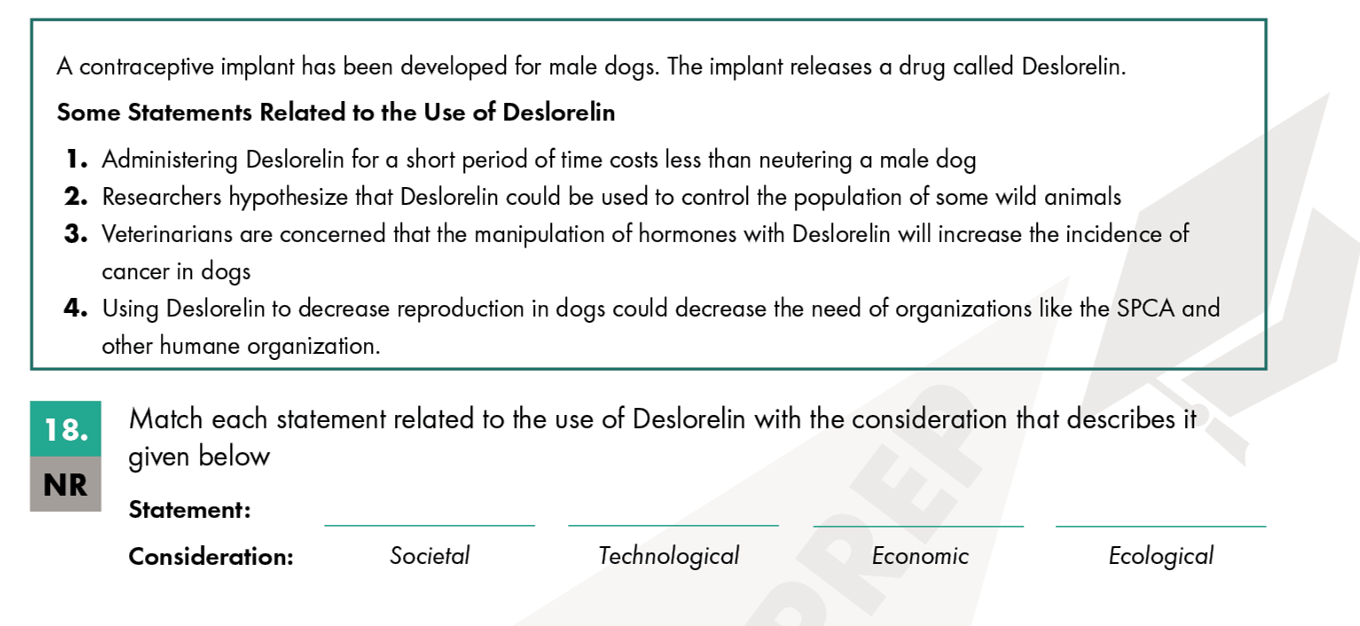 A contraceptive implant has been developed for male dogs. The implant releases a drug called Deslorelin.
Some Statements Related to the Use of Deslorelin
1. Administering Deslorelin for a short period of time costs less than neutering a male dog
2. Researchers hypothesize that Deslorelin could be used to control the population of some wild animals
3. Veterinarians are concerned that the manipulation of hormones with Deslorelin will increase the incidence of
cancer in dogs
4. Using Deslorelin to decrease reproduction in dogs could decrease the need of organizations like the SPCA and
other humane organization.
18. Match each statement related to the use of Deslorelin with the consideration that describes it
given below
NR
Statement:
Consideration: Societal Technological Economic Ecological
PREP